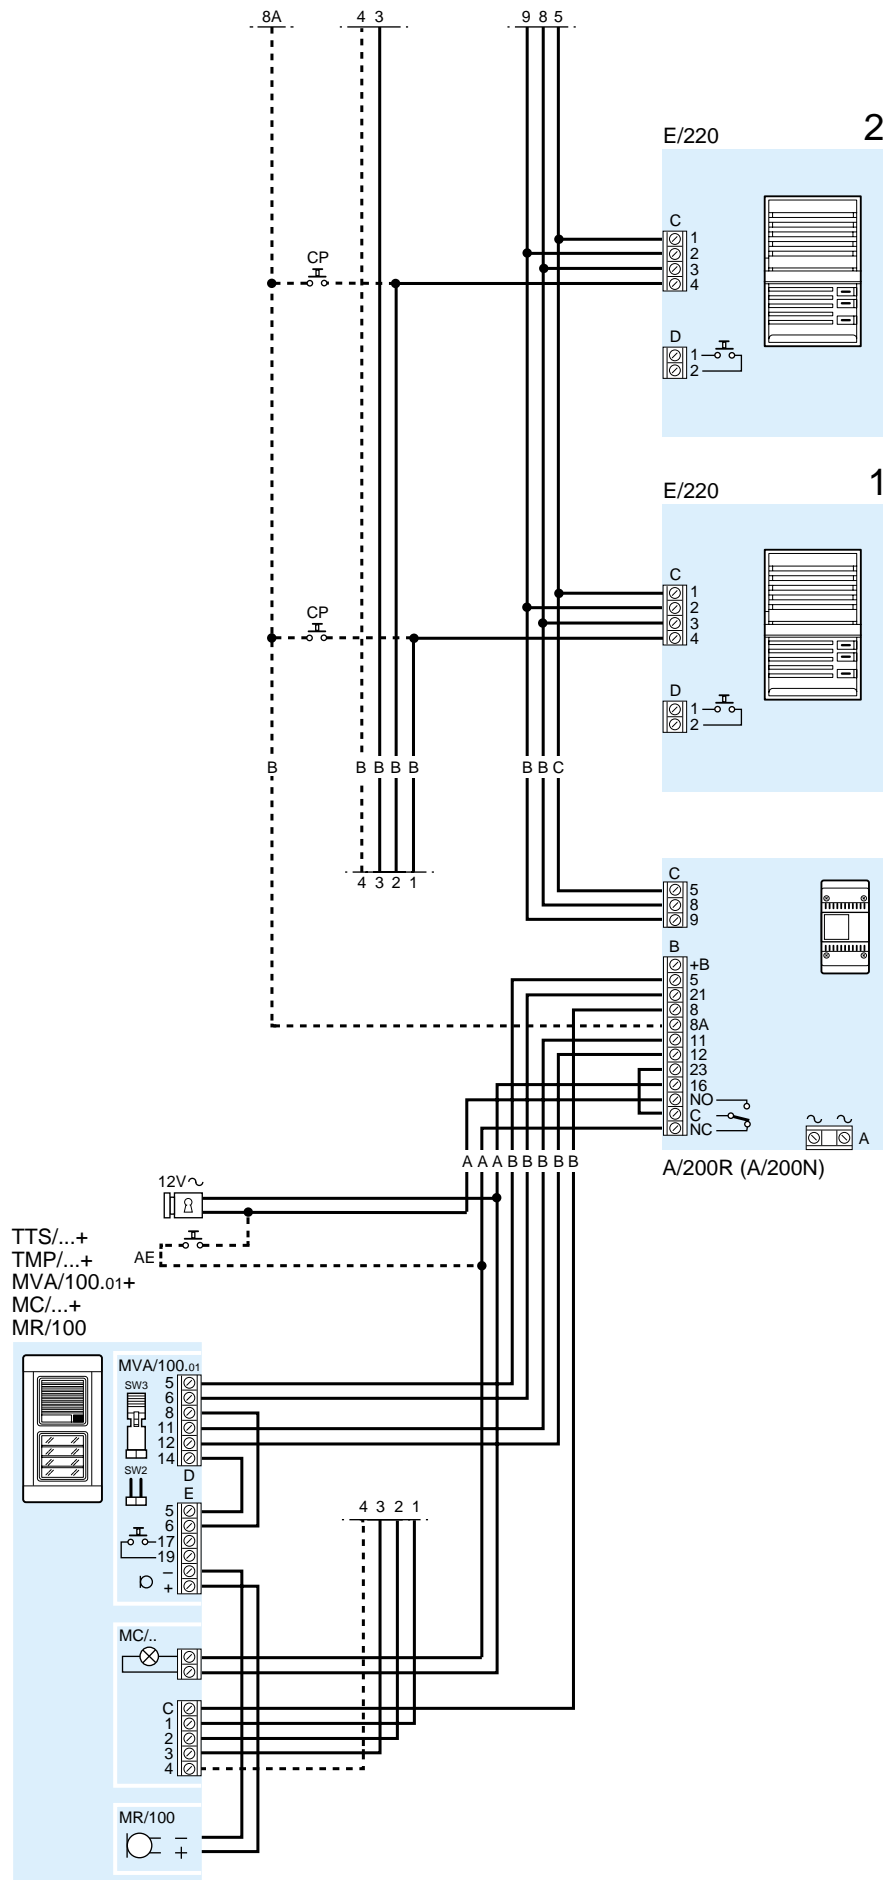 8A 4 3 9 8 5
2
E/220
C
1
2
3
4
CP
D
1
2
1
E/220
C
1
2
3
4
CP
D
1
2
B B B B B B B C
4 3 2 1
C
5
8
9
B
+B
5
21
8
8A
11
12
23
16
NO
C
NC
A
A/200R (A/200N)
A A A B B B B B
12V~
AE
TTS/...+
TMP/...+
MVA/100.01+
MC/...+
MR/100
MVA/100.01
SW3
5
6
8
11
12
14
SW2
D
E
5
6
17
19
–
+
4 3 2 1
MC/..
C
1
2
3
4
MR/100
–
+